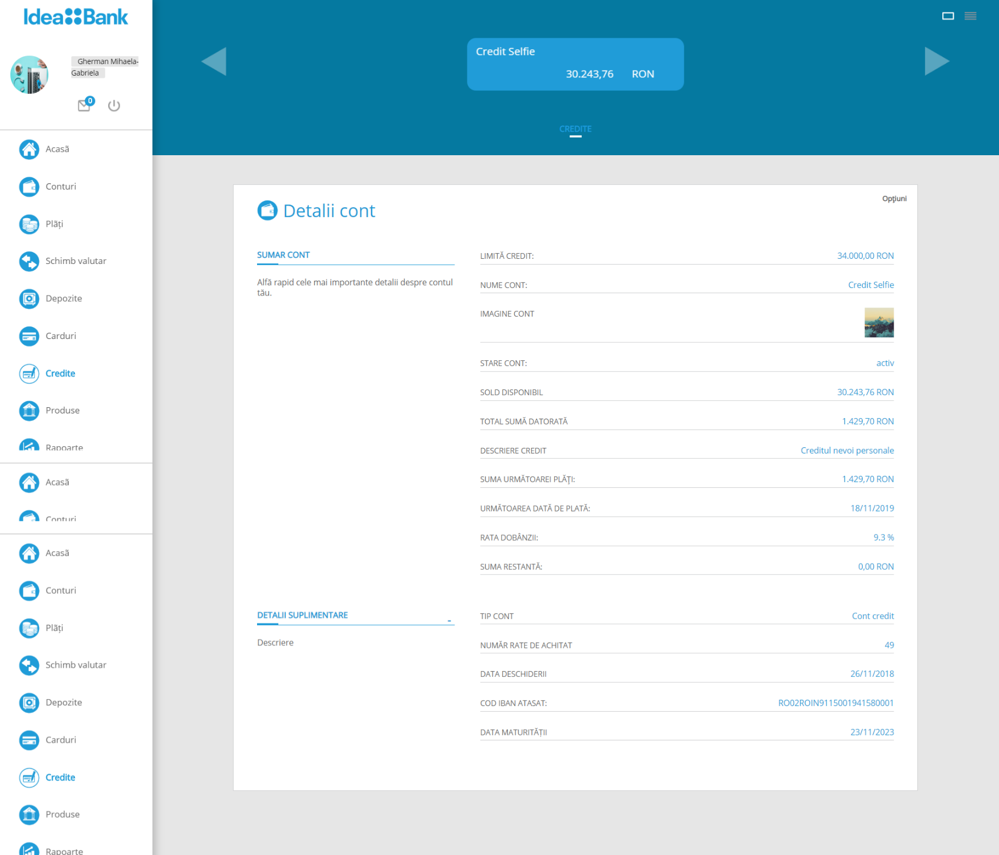 Idea Bank
Gherman Mihaela-
Gabriela
0
Acasă
Conturi
Plăți
Schimb valutar
Depozite
Carduri
Credite
Produse
Rapoarte
Acasă
Conturi
Acasă
Conturi
Plăți
Schimb valutar
Depozite
Carduri
Credite
Produse
Rapoarte
Credit Selfie
30.243,76 RON
CREDITE
Opţiuni
Detalii cont
SUMAR CONT
Alfă rapid cele mai importante detalii despre contul
tău.
LIMITĂ CREDIT: 34.000,00 RON
NUME CONT: Credit Selfie
IMAGINE CONT
STARE CONT: activ
SOLD DISPONIBIL 30.243,76 RON
TOTAL SUMĂ DATORATĂ 1.429,70 RON
DESCRIERE CREDIT Creditul nevoi personale
SUMA URMĂTOAREI PLĂŢI: 1.429,70 RON
URMĂTOAREA DATĂ DE PLATĂ: 18/11/2019
RATA DOBÂNZII: 9.3 %
SUMA RESTANTĂ: 0,00 RON
DETALII SUPLIMENTARE -
Descriere
TIP CONT Cont credit
NUMĂR RATE DE ACHITAT 49
DATA DESCHIDERII 26/11/2018
COD IBAN ATASAT: RO02ROIN9115001941580001
DATA MATURITĂȚII 23/11/2023